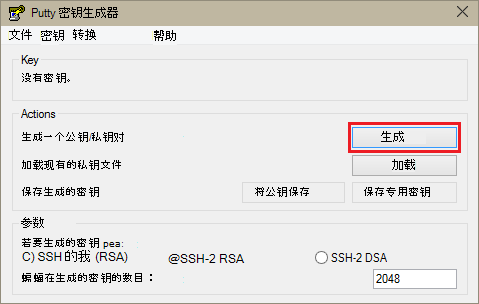 Putty 密钥生成器
文件 密钥 转换 帮助
Key
没有密钥。
Actions
生成一个公钥/私钥对 生成
加载现有的私钥文件 加载
保存生成的密钥 将公钥保存 保存专用密钥
参数
若要生成的密钥 pea:
C) SSH 的我 (RSA) @SSH-2 RSA SSH-2 DSA
蝙蝠在生成的密钥的数目： 2048